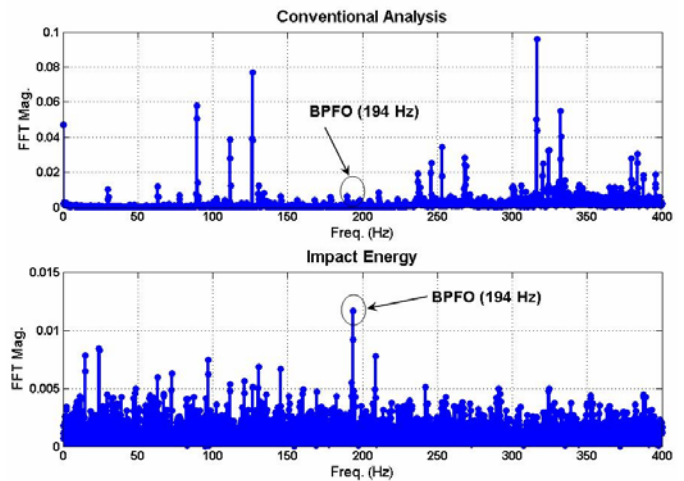 Conventional Analysis
FFT Mag.
0.1
0.08
0.06
0.04
0.02
0
BPFO (194 Hz)
0 50 100 150 200 250 300 350 400
Freq. (Hz)
Impact Energy
FFT Mag.
0.015
0.01
0.005
0
BPFO (194 Hz)
0 50 100 150 200 250 300 350 400
Freq. (Hz)